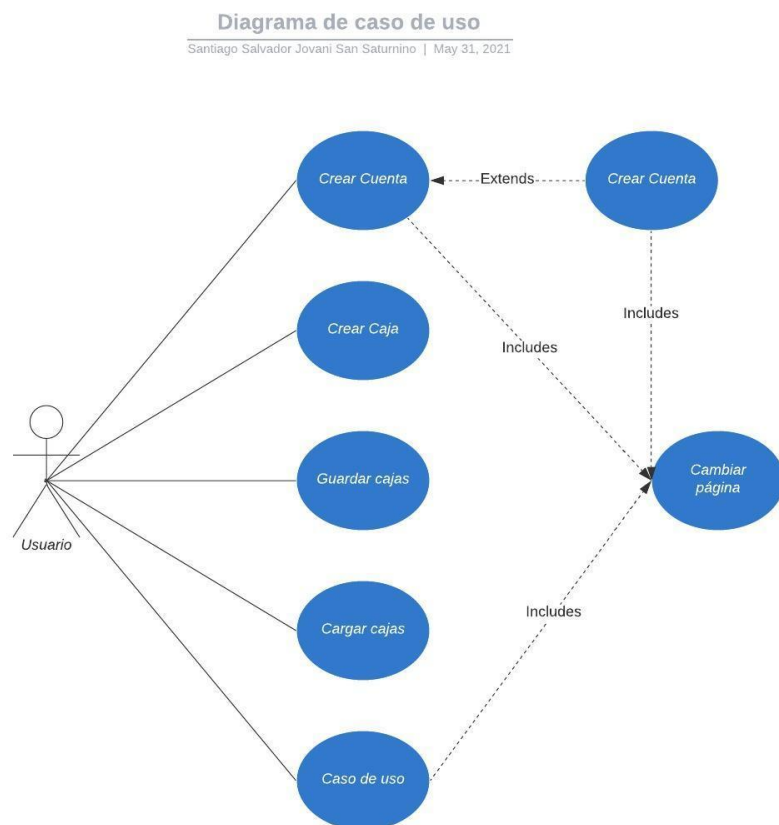 Diagrama de caso de uso
Santiago Salvador Jovani San Saturnino | May 31, 2021
Crear Cuenta
Extends
Crear Cuenta
Includes
Crear Caja
Includes
Guardar cajas
Cambiar
página
Usuario
Includes
Cargar cajas
Caso de uso